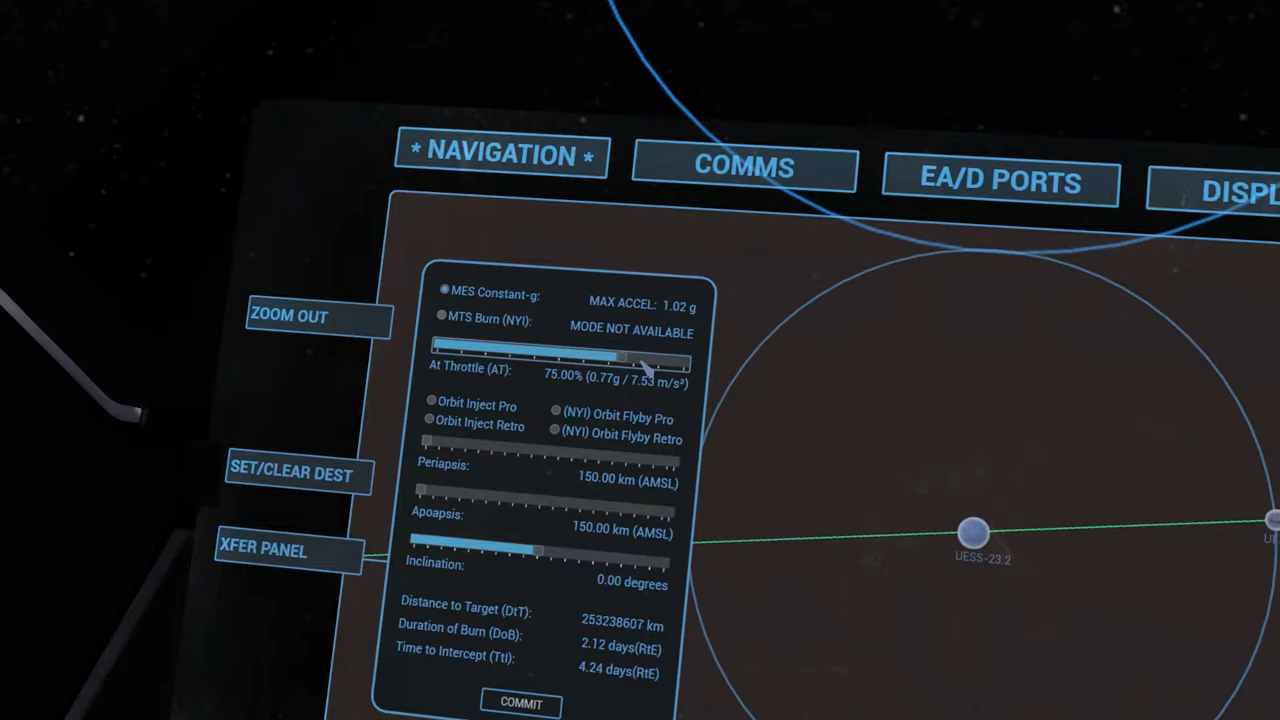 * NAVIGATION *
COMMS
EA/D PORTS
DISPL
ZOOM OUT
SET/CLEAR DEST
XFER PANEL
MES Constant-g:
MAX ACCEL: 1.02 g
MTS Burn (NYI):
MODE NOT AVAILABLE
At Throttle (AT):
75.00% (0.77g / 7.53 m/s²)
Orbit Inject Pro
(NYI) Orbit Flyby Pro
Orbit Inject Retro
(NYI) Orbit Flyby Retro
Periapsis:
150.00 km (AMSL)
Apoapsis:
150.00 km (AMSL)
Inclination:
0.00 degrees
Distance to Target (DtT):
253238607 km
Duration of Burn (DoB):
2.12 days(RtE)
Time to Intercept (TtI):
4.24 days(RtE)
COMMIT
UESS-23.2
UE